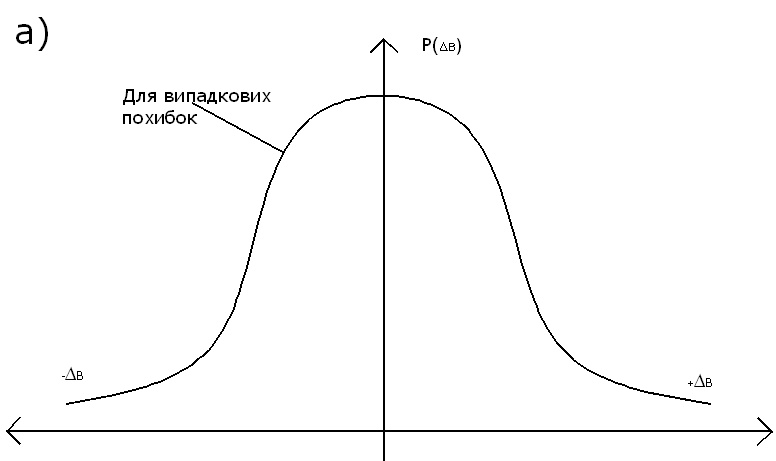 а)
P(ΔB)
Для випадкових
похибок
-ΔB
+ΔB